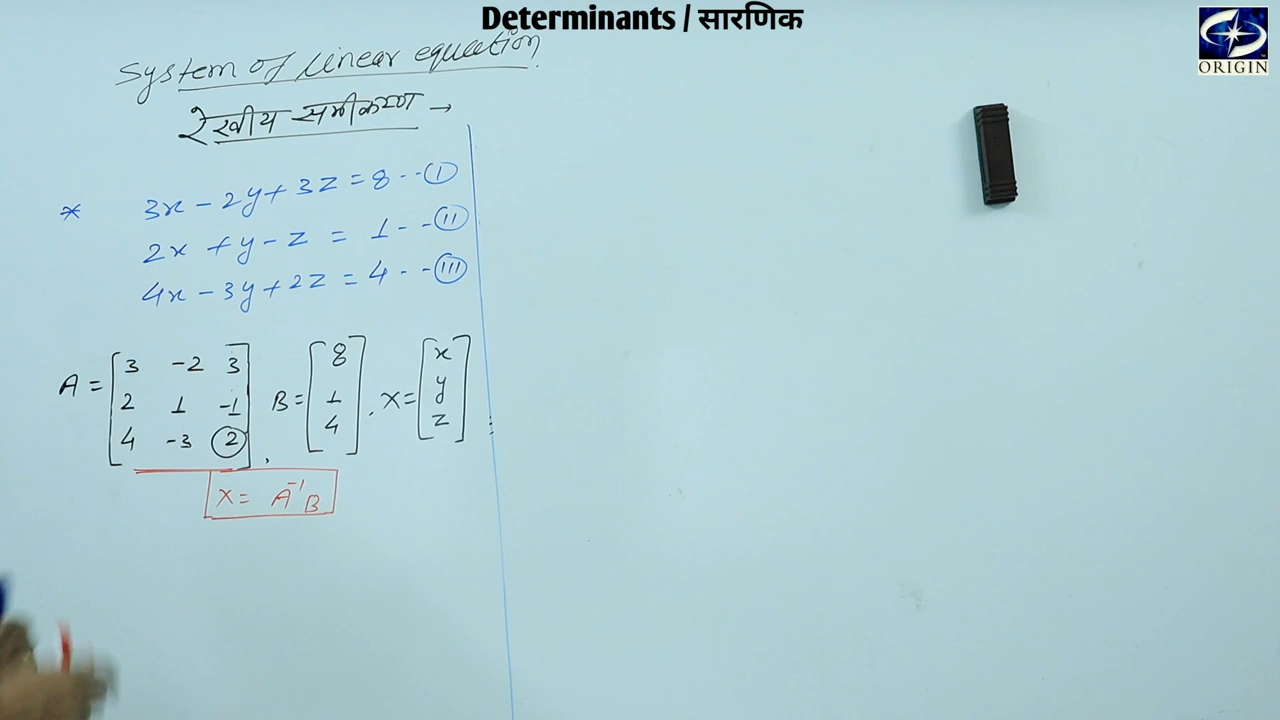 Determinants / सारणिक
ORIGIN
System of linear equation.
रेखीय समीकरण →
* 3x - 2y + 3z = 8 -- (I)
2x + y - z = 1 -- (II)
4x - 3y + 2z = 4 -- (III)
A = [3 -2 3
2 1 -1
4 -3 2], B = [8
1
4], X = [x
y
z]
X = A⁻¹B